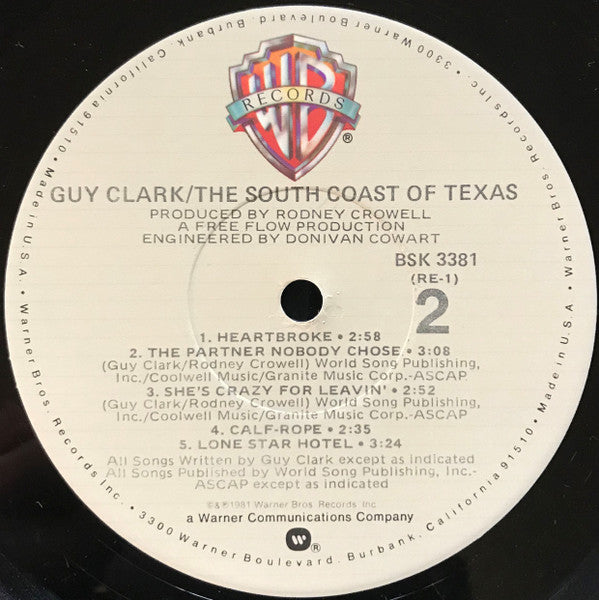 WB
RECORDS
®
GUY CLARK/THE SOUTH COAST OF TEXAS
PRODUCED BY RODNEY CROWELL
A FREE FLOW PRODUCTION
ENGINEERED BY DONIVAN COWART
BSK 3381
(RE-1)
2
1. HEARTBROKE • 2:58
2. THE PARTNER NOBODY CHOSE • 3:08
(Guy Clark/Rodney Crowell) World Song Publishing,
Inc./Coolwell Music/Granite Music Corp.-ASCAP
3. SHE'S CRAZY FOR LEAVIN' • 2:52
(Guy Clark/Rodney Crowell) World Song Publishing,
Inc./Coolwell Music/Granite Music Corp.-ASCAP
4. CALF-ROPE • 2:35
5. LONE STAR HOTEL • 3:24
All Songs Written by Guy Clark except as indicated
All Songs Published by World Song Publishing, Inc.-
ASCAP except as indicated
©&℗1981 Warner Bros. Records Inc.
a Warner Communications Company
W®
Warner Bros. Records Inc. • 3300 Warner Boulevard, Burbank, California 91510 • Made in U.S.A. • Warner Bros. Records Inc. • 3300 Warner Boulevard, Burbank, California 91510 • Made in U.S.A •